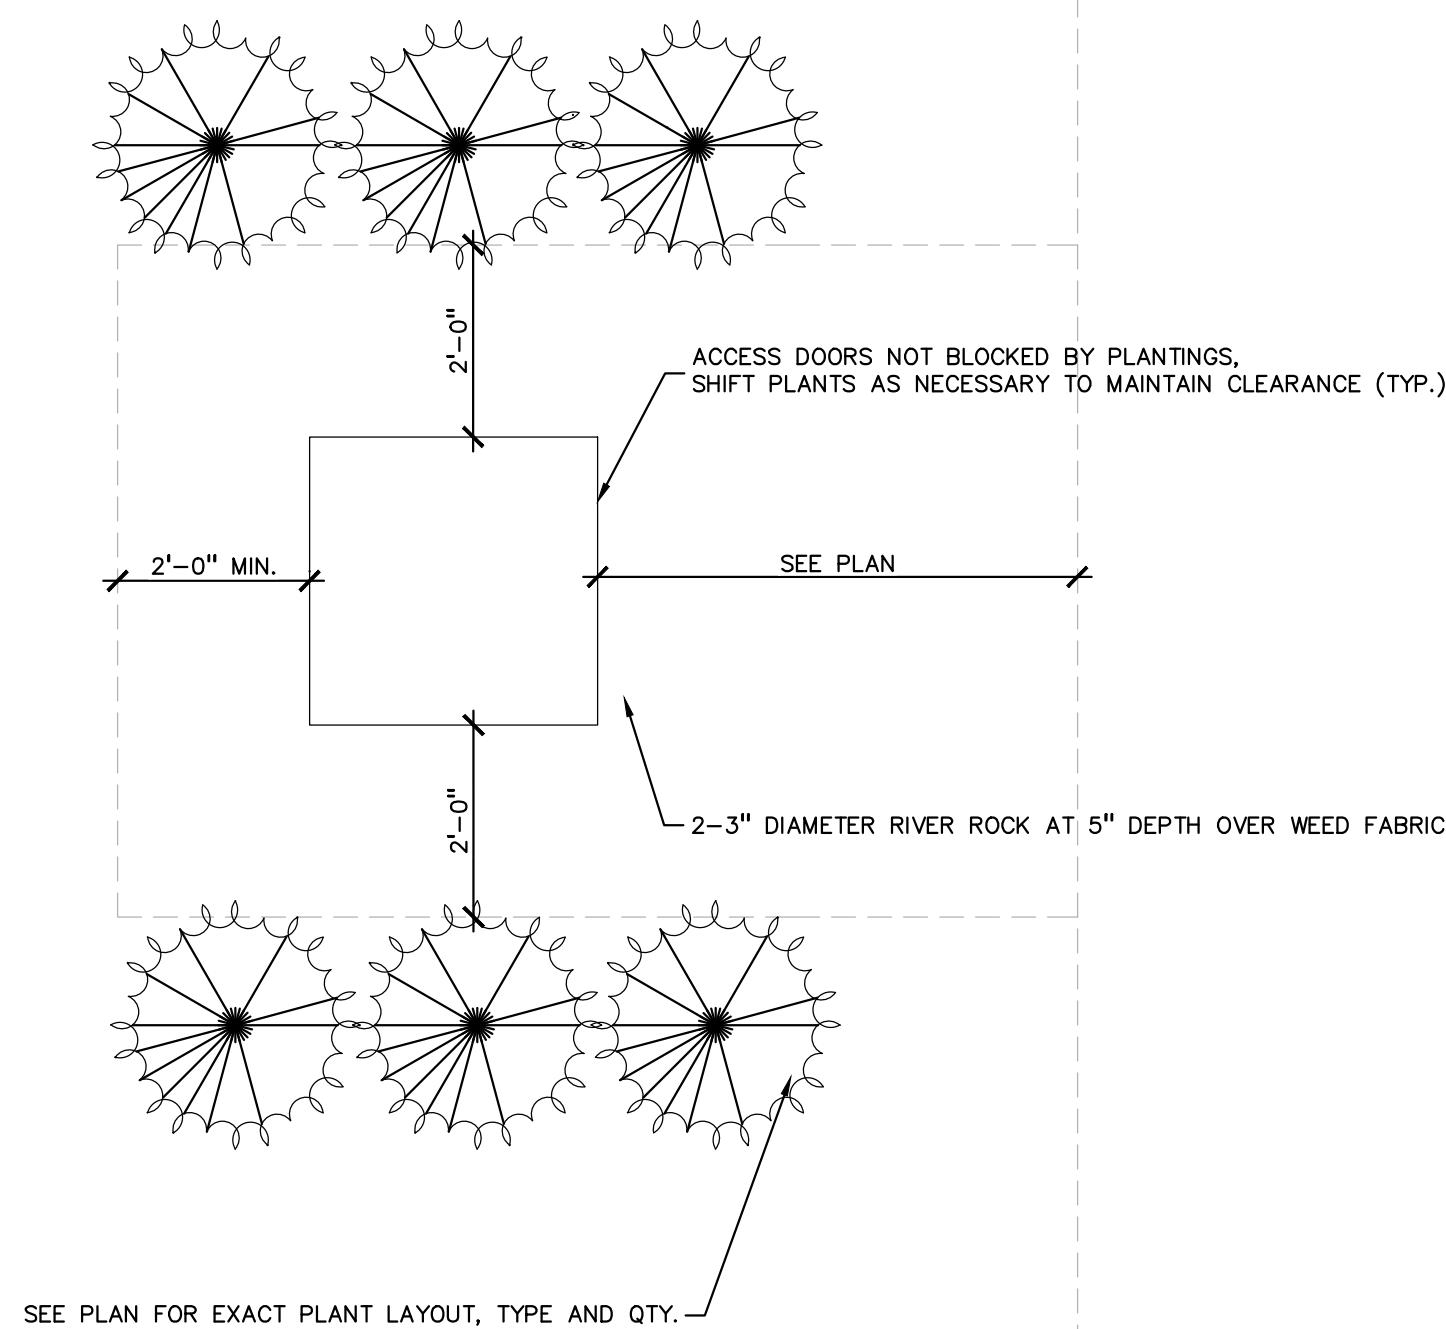 2'-0"
ACCESS DOORS NOT BLOCKED BY PLANTINGS,
SHIFT PLANTS AS NECESSARY TO MAINTAIN CLEARANCE (TYP.)
2'-0" MIN.
SEE PLAN
2'-0"
2-3" DIAMETER RIVER ROCK AT 5" DEPTH OVER WEED FABRIC
SEE PLAN FOR EXACT PLANT LAYOUT, TYPE AND QTY.